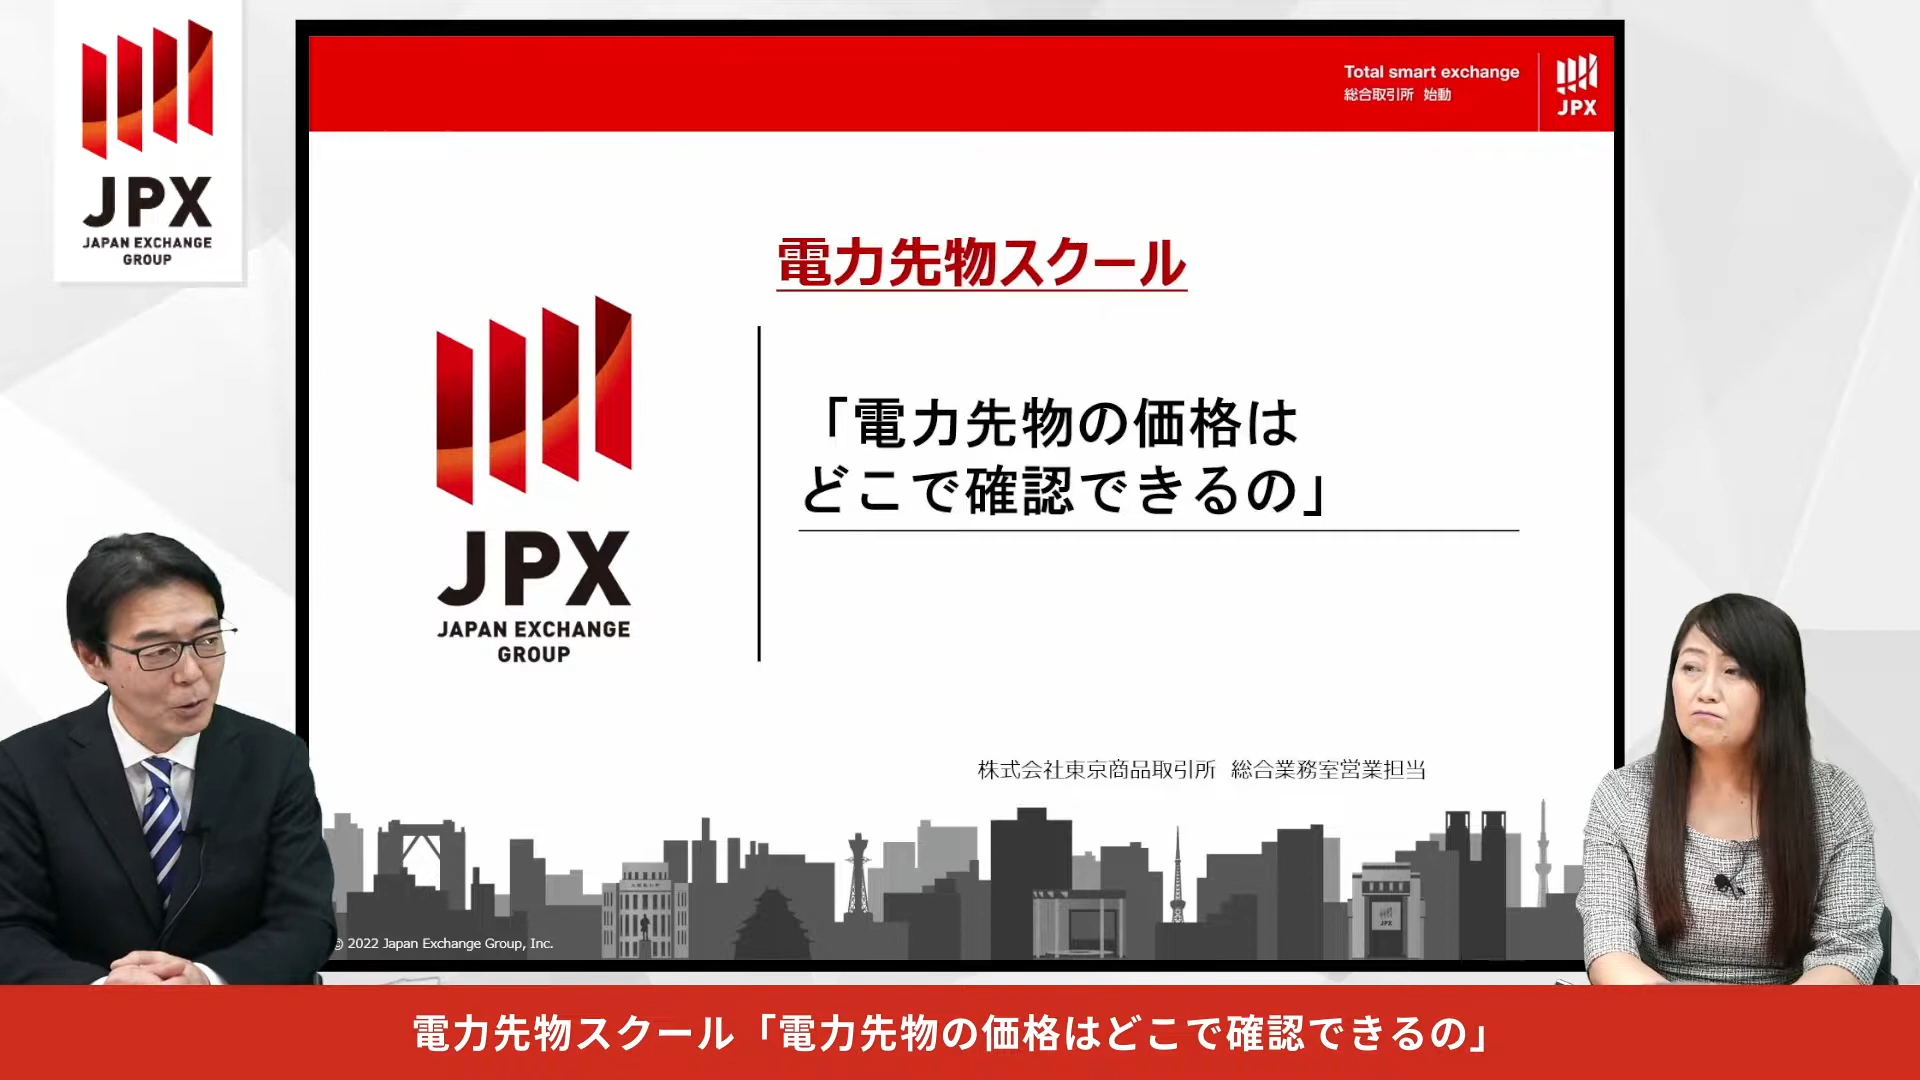 JPX
JAPAN EXCHANGE
GROUP
Total smart exchange
総合取引所 始動
JPX
電力先物スクール
「電力先物の価格は
どこで確認できるの」
JPX
JAPAN EXCHANGE
GROUP
株式会社東京商品取引所 総合業務室営業担当
JPX
© 2022 Japan Exchange Group, Inc.
電力先物スクール「電力先物の価格はどこで確認できるの」